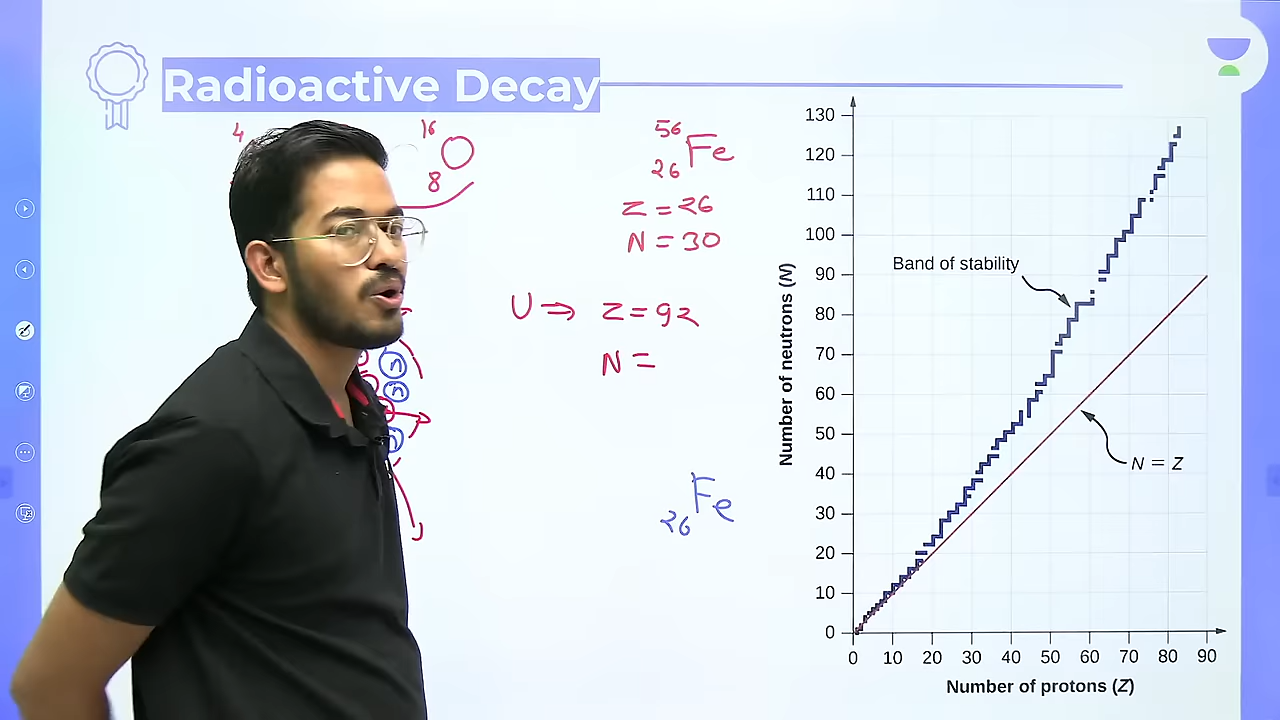 Radioactive Decay
4
16
O
8
56
Fe
26
Z = 26
N = 30
U ⇒ Z = 92
N =
n
n
n
26 Fe
Number of neutrons (N)
130
120
110
100
90
80
70
60
50
40
30
20
10
0
Band of stability
N = Z
0 10 20 30 40 50 60 70 80 90
Number of protons (Z)